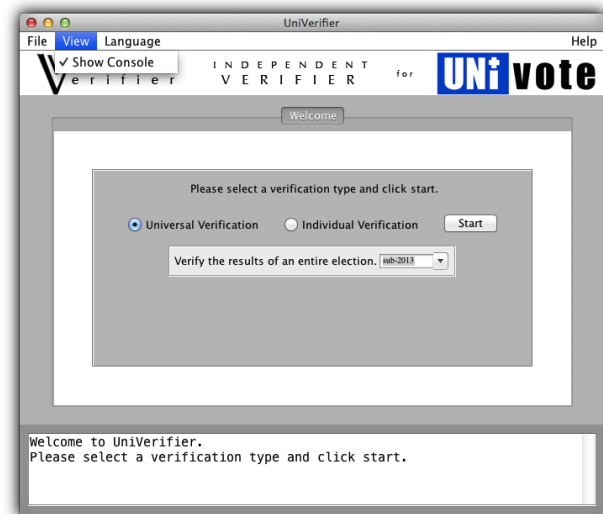 UniVerifier
File View Language Help
✓ Show Console
Verifier
INDEPENDENT
VERIFIER
for
UNivote
Welcome
Please select a verification type and click start.
Universal Verification Individual Verification Start
Verify the results of an entire election. sub-2013
Welcome to UniVerifier.
Please select a verification type and click start.